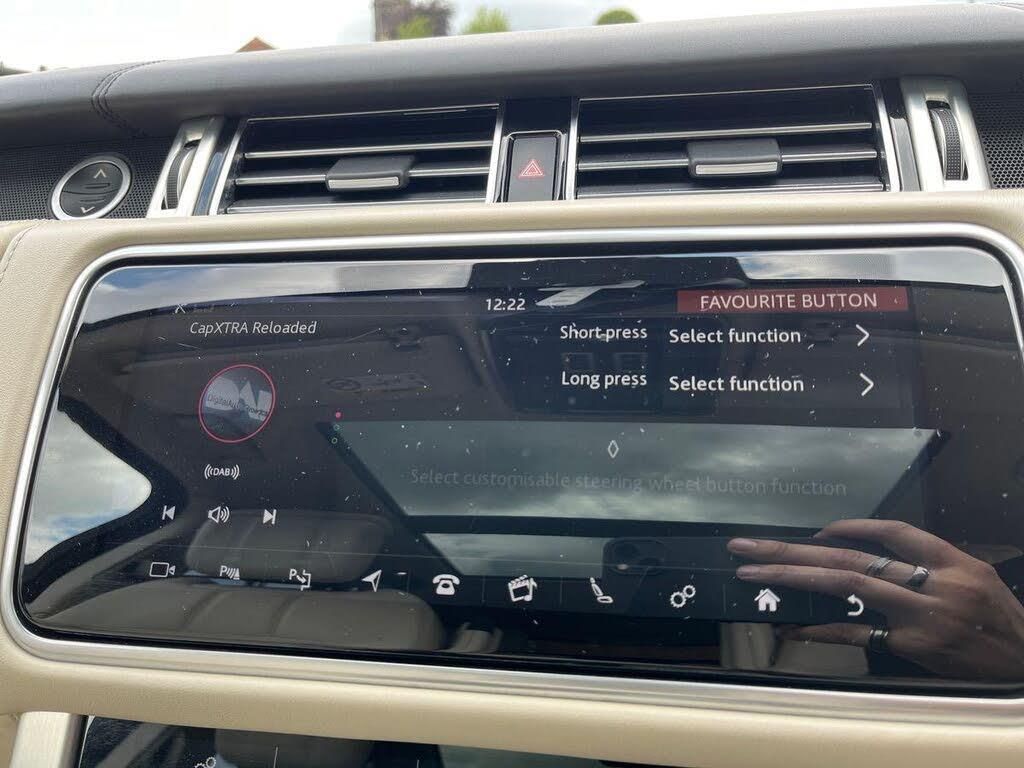 12:22
FAVOURITE BUTTON
CapXTRA Reloaded
Short press Select function
Long press Select function
((DAB))
Select customisable steering wheel button function